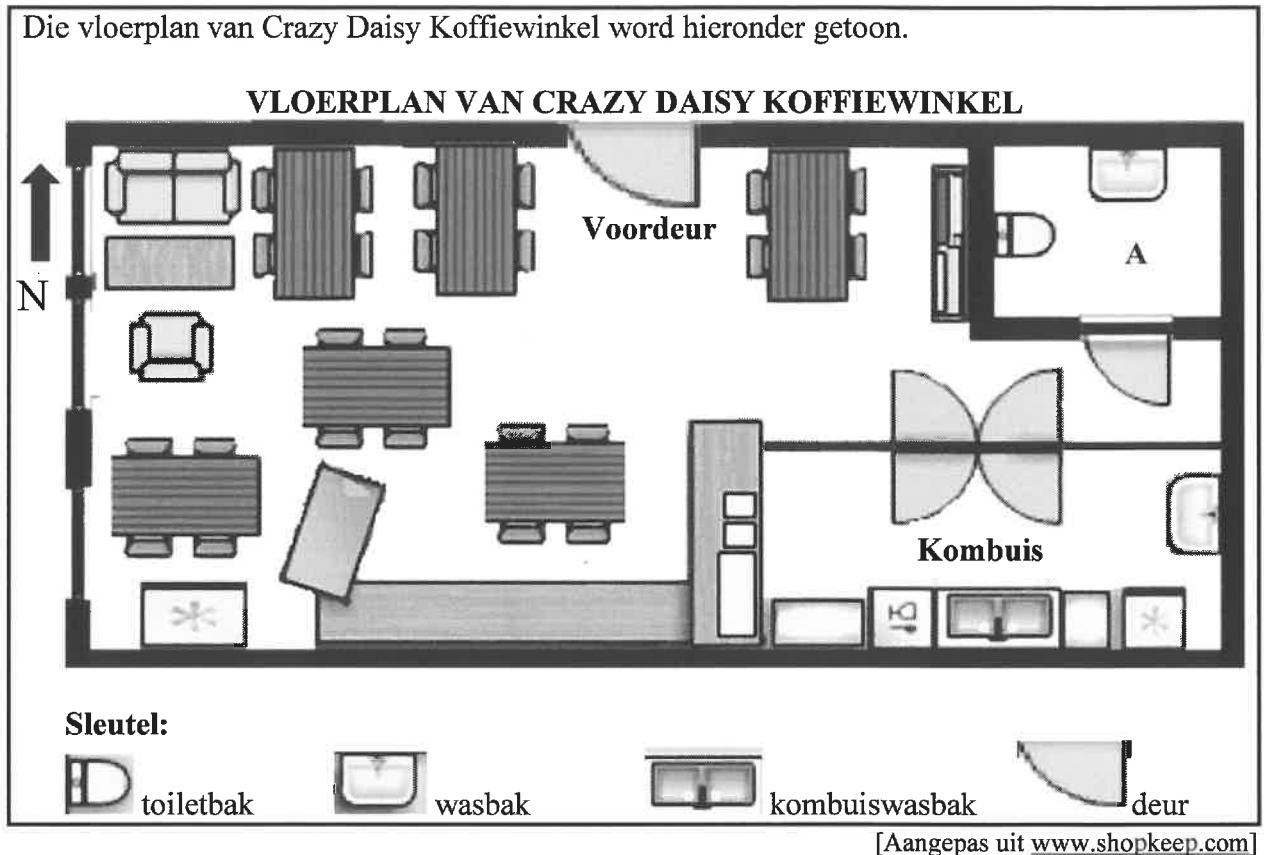 Die vloerplan van Crazy Daisy Koffiewinkel word hieronder getoon.
VLOERPLAN VAN CRAZY DAISY KOFFIEWINKEL
N
Voordeur
A
Kombuis
Sleutel:
toiletbak wasbak kombuiswasbak deur
[Aangepas uit www.shopkeep.com]